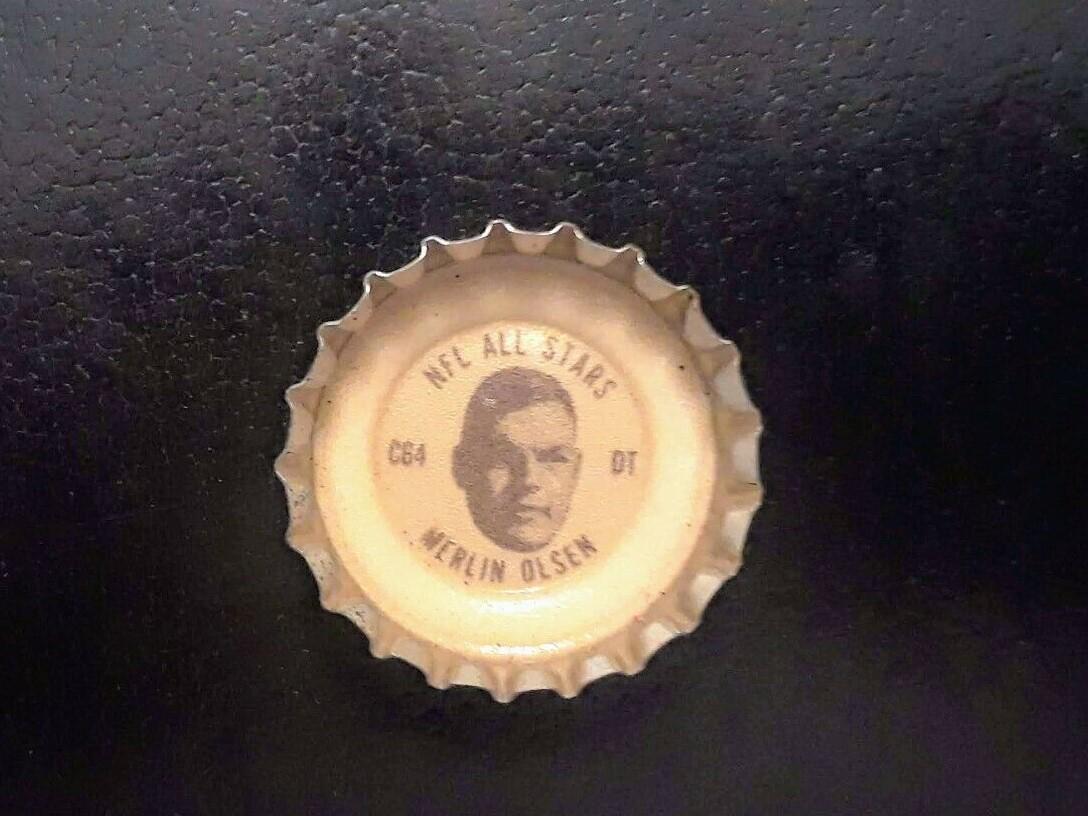 NFL ALL STARS
C64
DT
MERLIN OLSEN